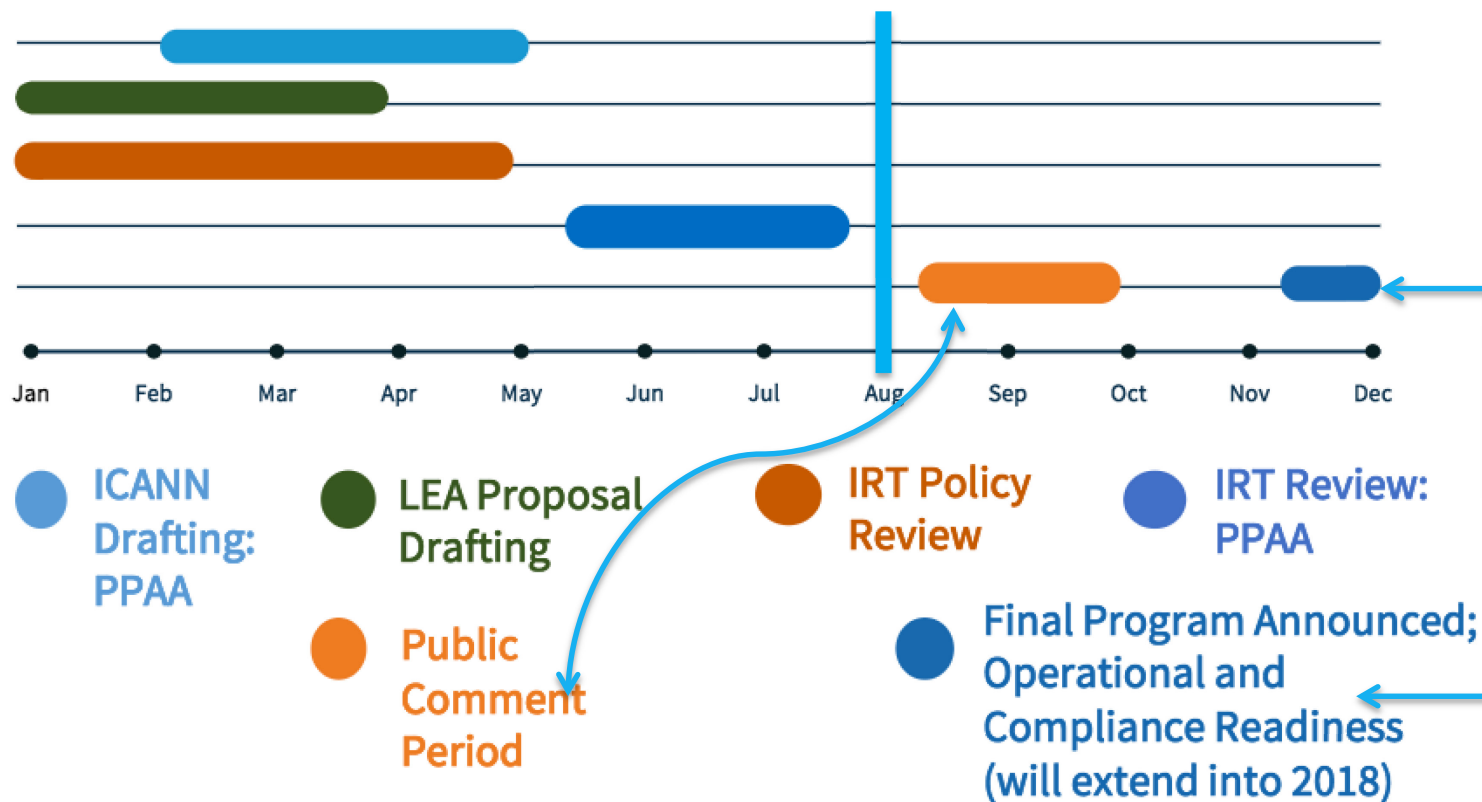 Jan Feb Mar Apr May Jun Jul Aug Sep Oct Nov Dec
ICANN
Drafting:
PPAA
LEA Proposal
Drafting
IRT Policy
Review
IRT Review:
PPAA
Public
Comment
Period
Final Program Announced;
Operational and
Compliance Readiness
(will extend into 2018)